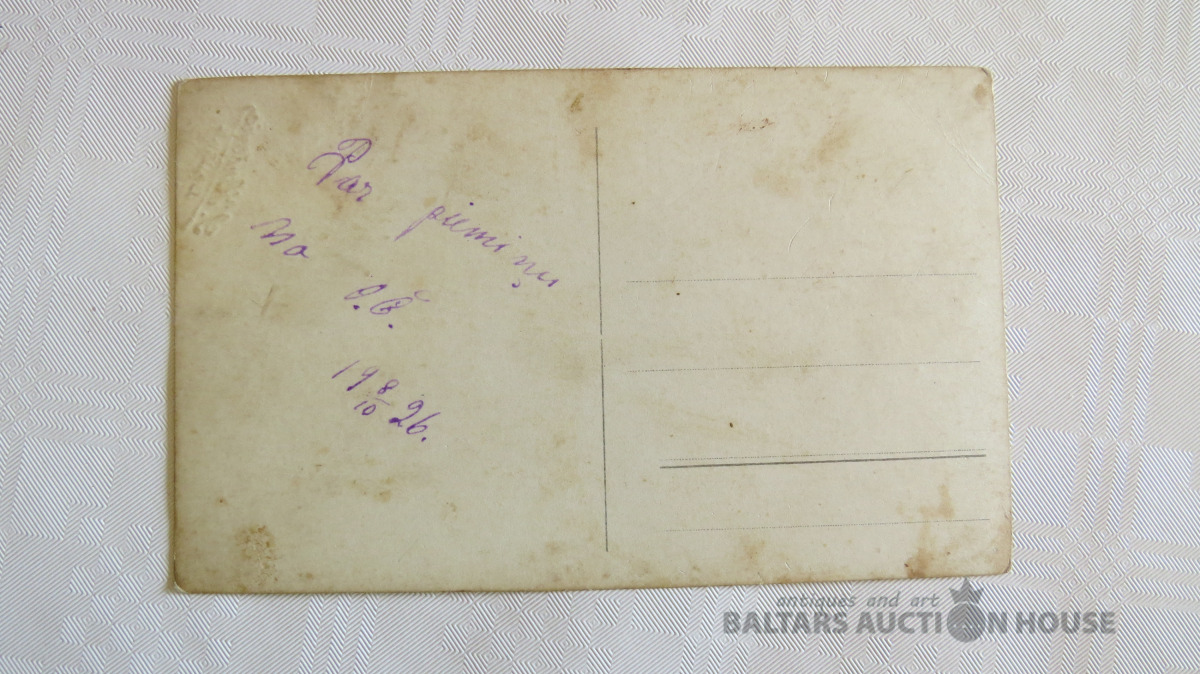 Par piemiņu
No O.Č.
19 8/10 26.
antiques and art
BALTARS AUCTION HOUSE